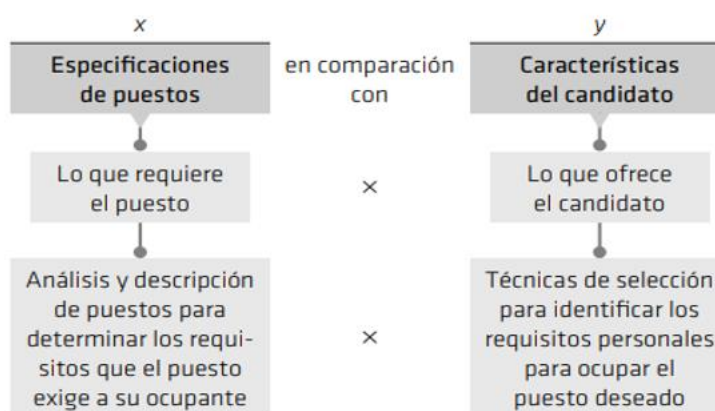 x
Especificaciones
de puestos
en comparación
con
y
Características
del candidato
Lo que requiere
el puesto
×
Lo que ofrece
el candidato
Análisis y descripción
de puestos para
determinar los requi-
sitos que el puesto
exige a su ocupante
×
Técnicas de selección
para identificar los
requisitos personales
para ocupar el
puesto deseado